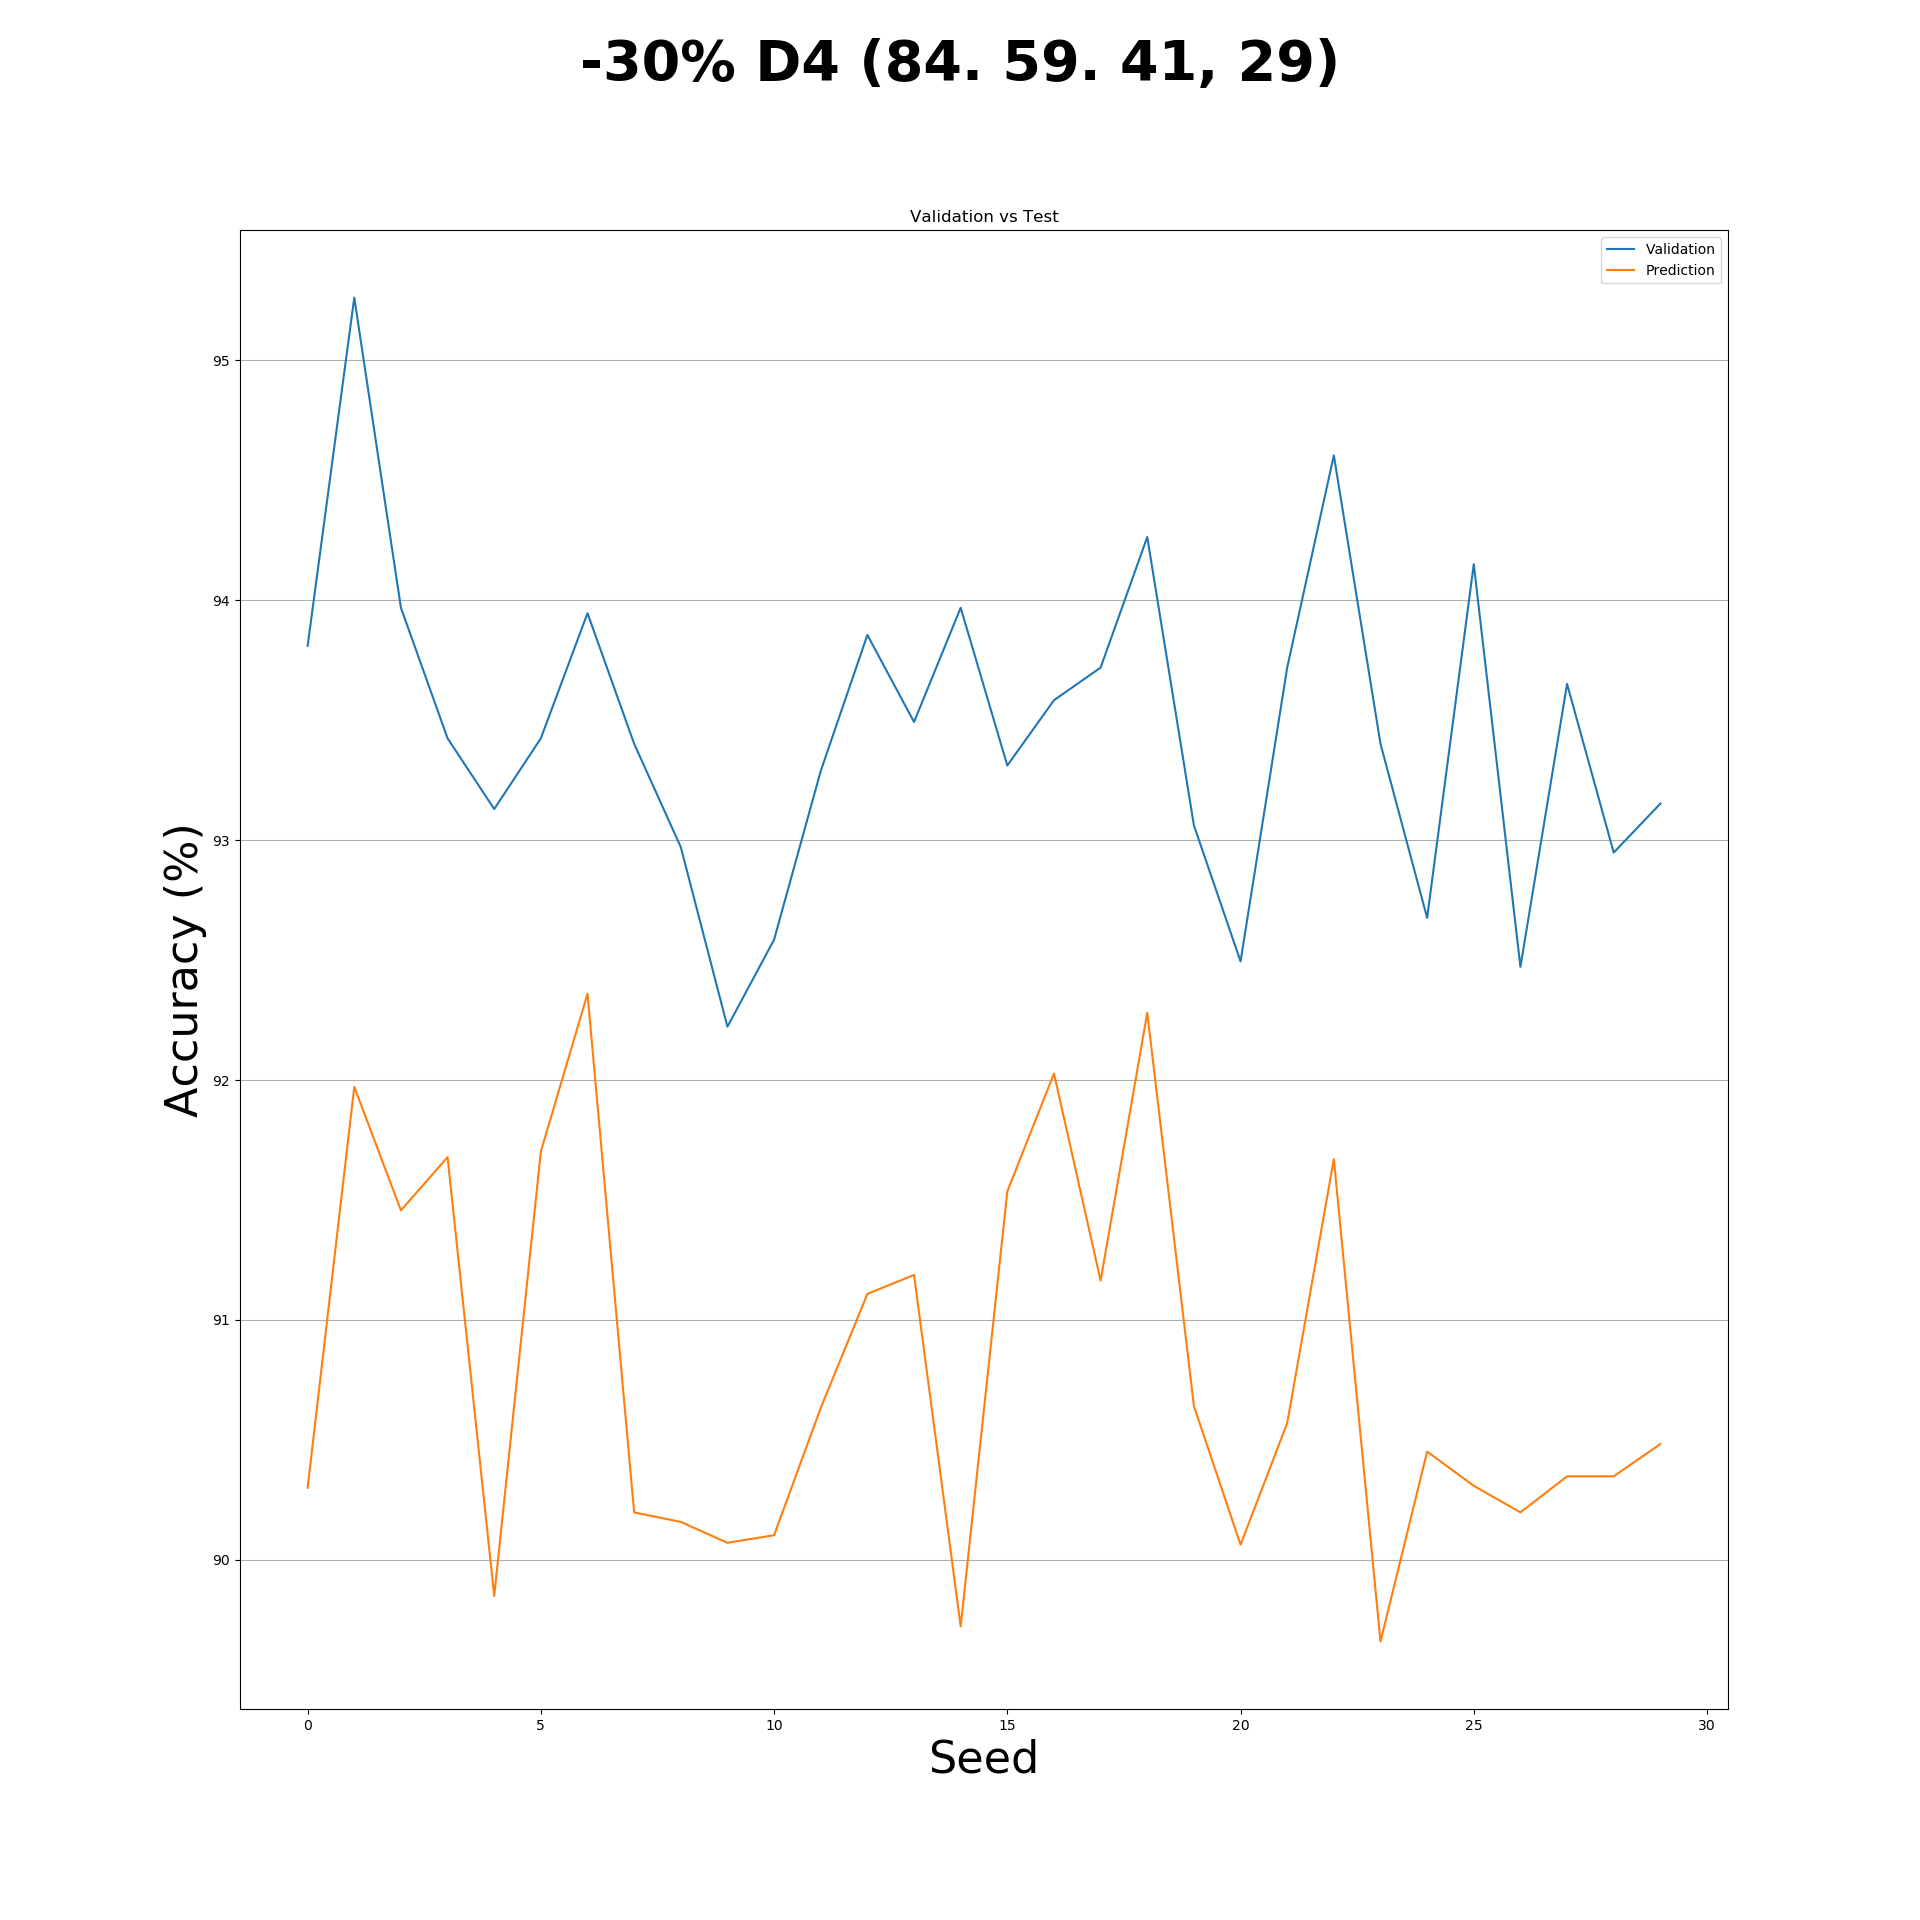 -30% D4 (84. 59. 41, 29)
Validation vs Test
Validation
Prediction
95
94
93
92
91
90
Accuracy (%)
0 5 10 15 20 25 30
Seed